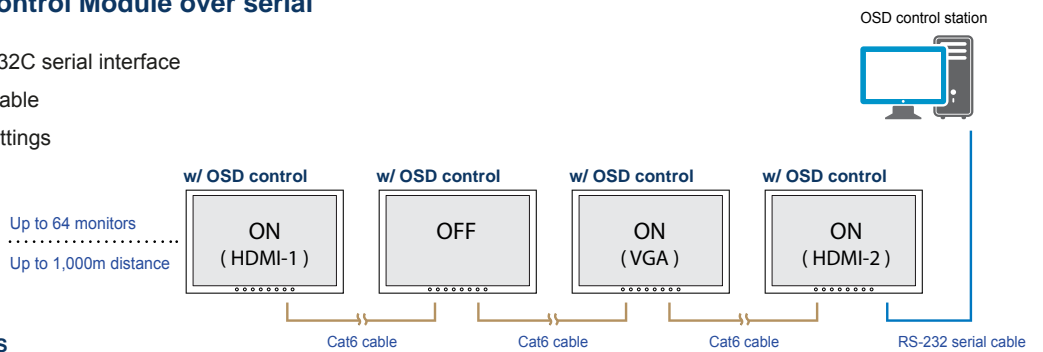 ontrol Module over serial
OSD control station
32C serial interface
able
ttings
w/ OSD control w/ OSD control w/ OSD control w/ OSD control
Up to 64 monitors
Up to 1,000m distance
ON
( HDMI-1 )
OFF
ON
( VGA )
ON
( HDMI-2 )
Cat6 cable Cat6 cable Cat6 cable RS-232 serial cable
s